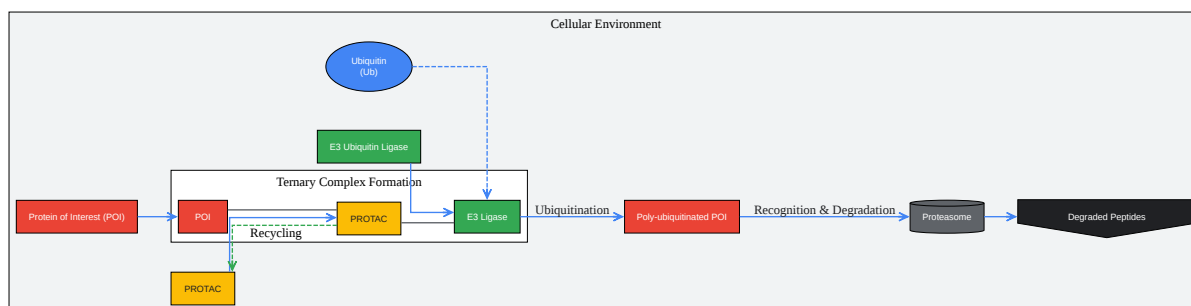 Cellular Environment
Ubiquitin
(Ub)
E3 Ubiquitin Ligase
Ternary Complex Formation
Protein of Interest (POI)
POI
PROTAC
E3 Ligase
Ubiquitination
Poly-ubiquitinated POI
Recognition & Degradation
Proteasome
Degraded Peptides
Recycling
PROTAC